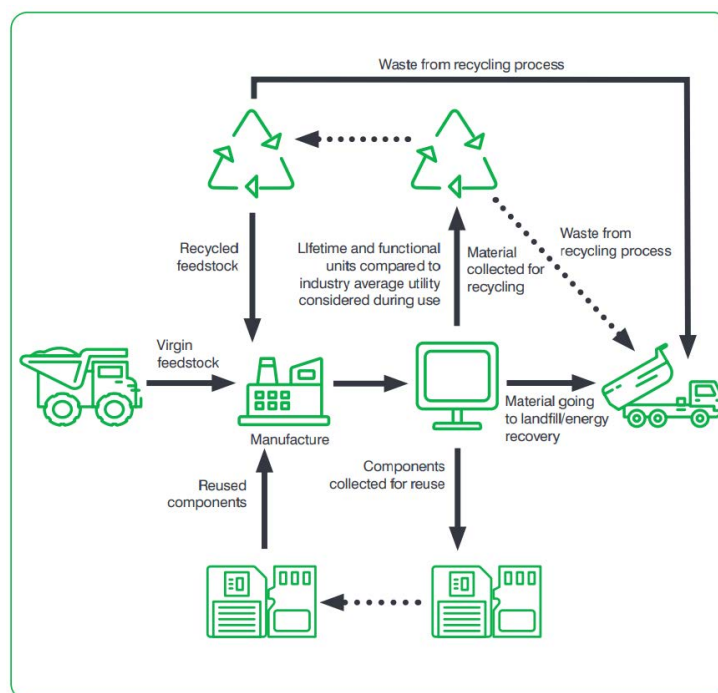 Waste from recycling process
Waste from
recycling process
Recycled
feedstock
LIfetime and functional
units compared to
industry average utility
considered during use
Material
collected for
recycling
Virgin
feedstock
Manufacture
Material going
to landfill/energy
recovery
Reused
components
Components
collected for reuse